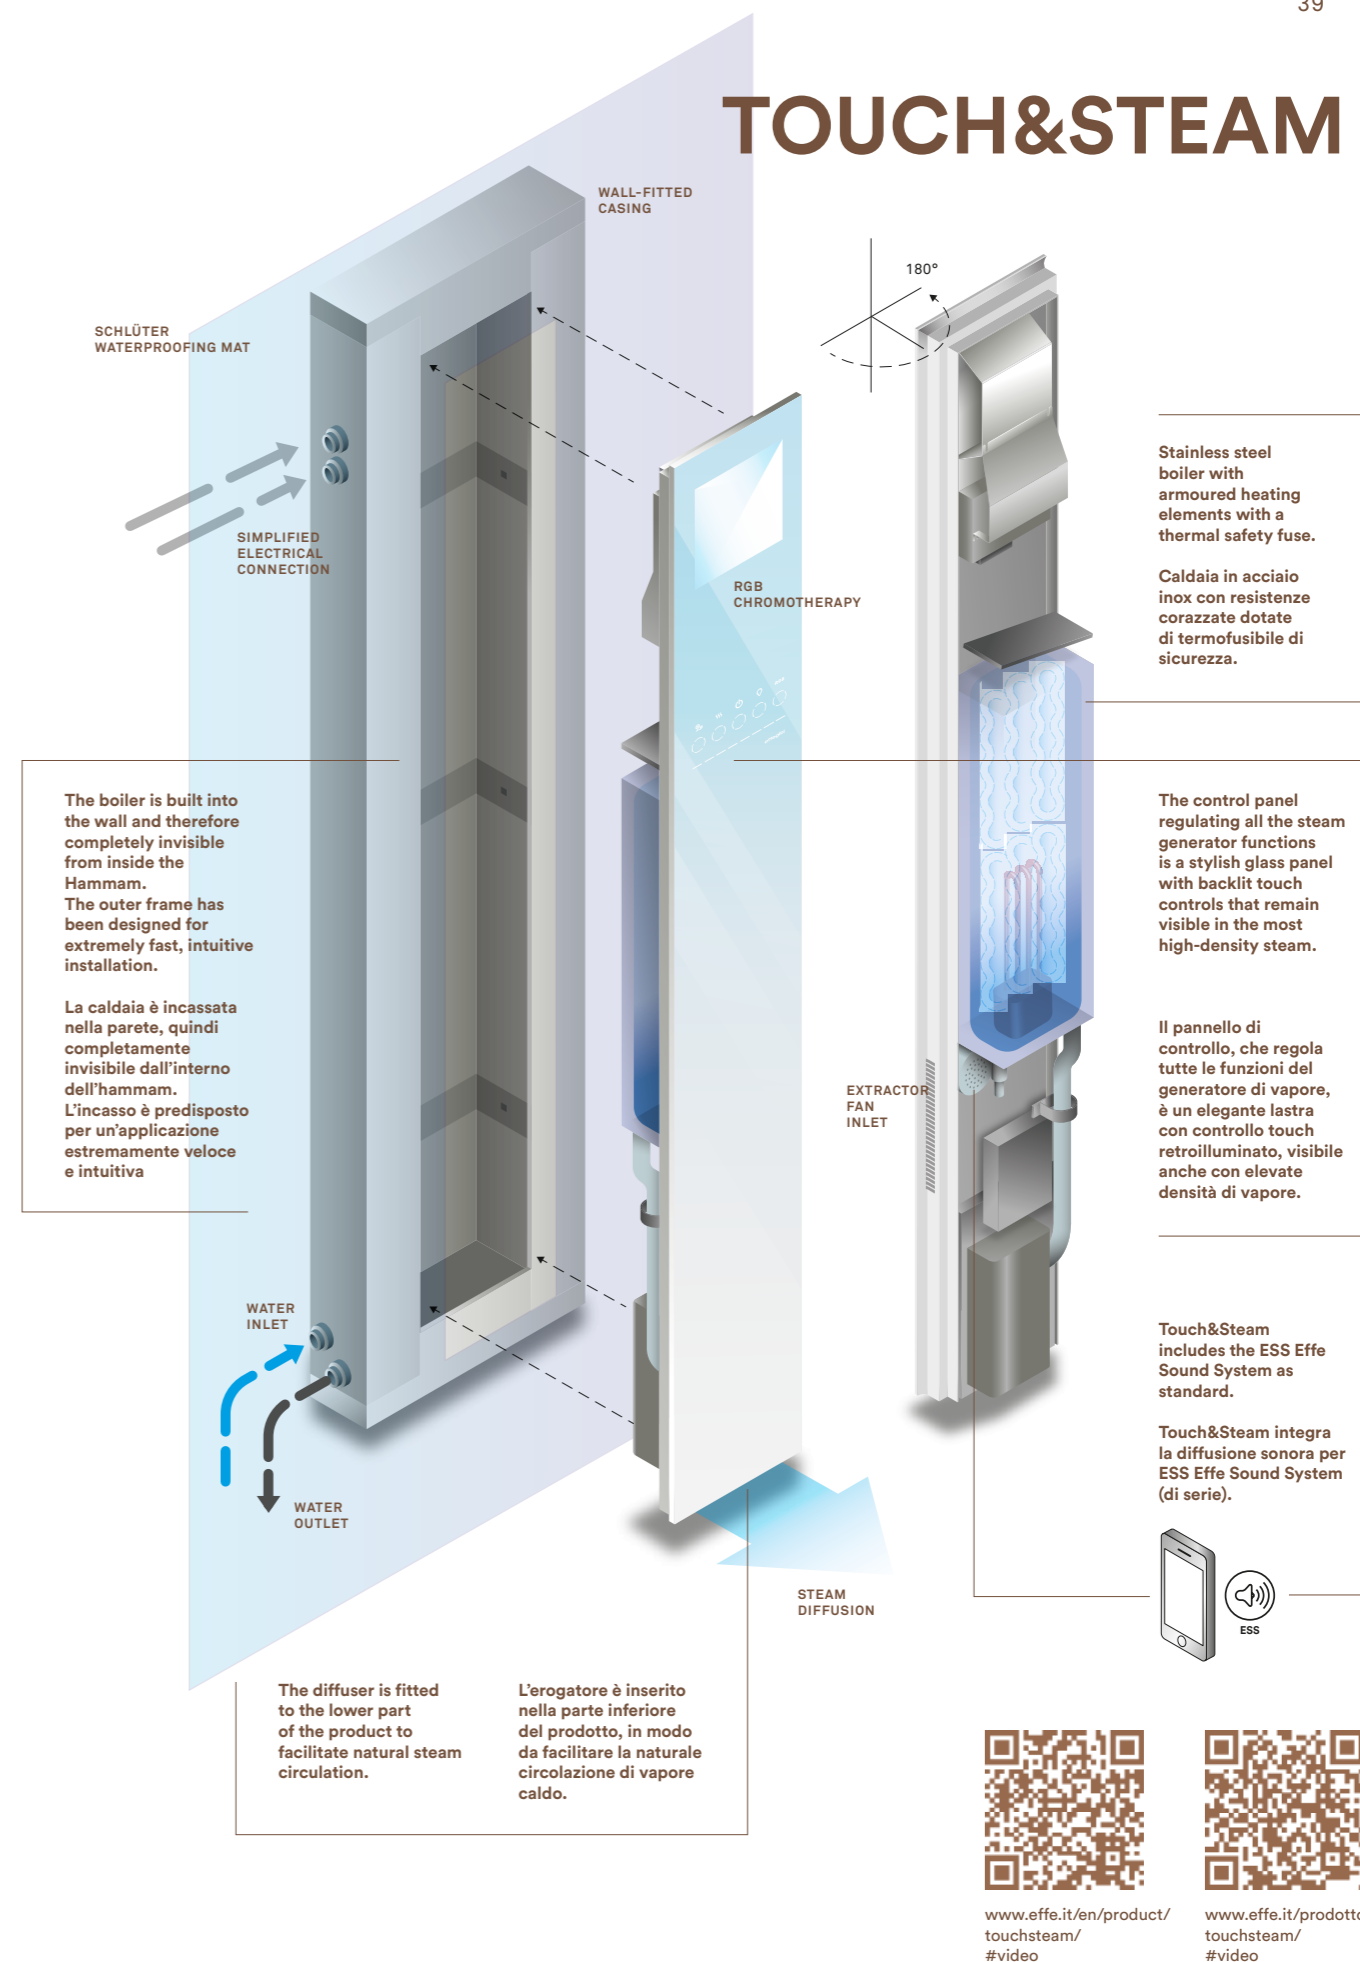 39
TOUCH&STEAM
WALL-FITTED
CASING
180°
SCHLÜTER
WATERPROOFING MAT
SIMPLIFIED
ELECTRICAL
CONNECTION
RGB
CHROMOTHERAPY
Stainless steel
boiler with
armoured heating
elements with a
thermal safety fuse.
Caldaia in acciaio
inox con resistenze
corazzate dotate
di termofusibile di
sicurezza.
The boiler is built into
the wall and therefore
completely invisible
from inside the
Hammam.
The outer frame has
been designed for
extremely fast, intuitive
installation.
La caldaia è incassata
nella parete, quindi
completamente
invisibile dall'interno
dell'hammam.
L'incasso è predisposto
per un'applicazione
estremamente veloce
e intuitiva
The control panel
regulating all the steam
generator functions
is a stylish glass panel
with backlit touch
controls that remain
visible in the most
high-density steam.
Il pannello di
controllo, che regola
tutte le funzioni del
generatore di vapore,
è un elegante lastra
con controllo touch
retroilluminato, visibile
anche con elevate
densità di vapore.
EXTRACTOR
FAN
INLET
WATER
INLET
WATER
OUTLET
Touch&Steam
includes the ESS Effe
Sound System as
standard.
Touch&Steam integra
la diffusione sonora per
ESS Effe Sound System
(di serie).
ESS
STEAM
DIFFUSION
The diffuser is fitted
to the lower part
of the product to
facilitate natural steam
circulation.
L'erogatore è inserito
nella parte inferiore
del prodotto, in modo
da facilitare la naturale
circolazione di vapore
caldo.
www.effe.it/en/product/
touchsteam/
#video
www.effe.it/prodotto
touchsteam/
#video